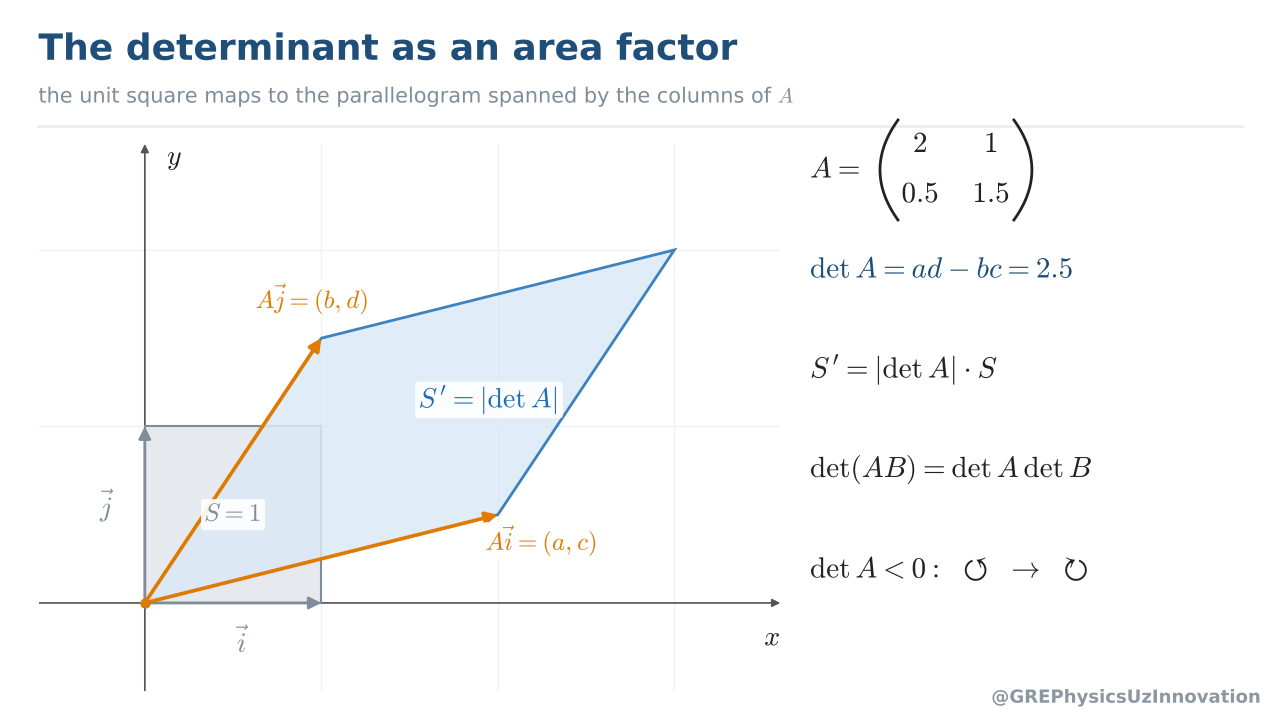 The determinant as an area factor
the unit square maps to the parallelogram spanned by the columns of A
y
A = ( 2 1
0.5 1.5 )
det A = ad − bc = 2.5
Aj⃗ = (b, d)
S′ = |det A| · S
S′ = |det A|
det(AB) = det A det B
j⃗
S = 1
Ai⃗ = (a, c)
det A < 0 : ↺ → ↻
i⃗
x
@GREPhysicsUzInnovation